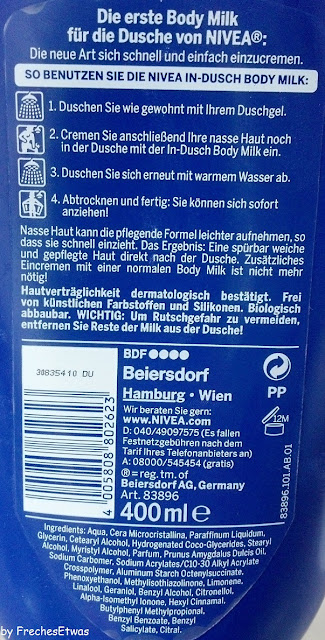 Die erste Body Milk
für die Dusche von NIVEA®:
Die neue Art sich schnell und einfach einzucremen.
SO BENUTZEN SIE DIE NIVEA IN-DUSCH BODY MILK:
1. Duschen Sie wie gewohnt mit Ihrem Duschgel.
2. Cremen Sie anschließend Ihre nasse Haut noch
in der Dusche mit der In-Dusch Body Milk ein.
3. Duschen Sie sich erneut mit warmem Wasser ab.
4. Abtrocknen und fertig: Sie können sich sofort
anziehen!
Nasse Haut kann die pflegende Formel leichter aufnehmen, so
dass sie schnell einzieht. Das Ergebnis: Eine spürbar weiche
und gepflegte Haut direkt nach der Dusche. Zusätzliches
Eincremen mit einer normalen Body Milk ist nicht mehr
nötig!
Hautverträglichkeit dermatologisch bestätigt. Frei
von künstlichen Farbstoffen und Silikonen. Biologisch
abbaubar. WICHTIG: Um Rutschgefahr zu vermeiden,
entfernen Sie Reste der Milk aus der Dusche!
30835410 DU
4 005808 802623
BDF
Beiersdorf
Hamburg • Wien
Wir beraten Sie gern:
www.NIVEA.com
D: 040/49097575 (Es fallen
Festnetzgebühren nach dem
Tarif Ihres Telefonanbieters an)
A: 08000/545454 (gratis)
®= reg. tm. of
Beiersdorf AG, Germany
Art. 83896
400 ml e
PP
12M
83896.101.AB.01
Ingredients: Aqua, Cera Microcristallina, Paraffinum Liquidum,
Glycerin, Cetearyl Alcohol, Hydrogenated Coco-Glycerides, Stearyl
Alcohol, Myristyl Alcohol, Parfum, Prunus Amygdalus Dulcis Oil,
Sodium Carbomer, Sodium Acrylates/C10-30 Alkyl Acrylate
Crosspolymer, Aluminum Starch Octenylsuccinate,
Phenoxyethanol, Methylisothiazolinone, Limonene,
Linalool, Geraniol, Benzyl Alcohol, Citronellol,
Alpha-Isomethyl Ionone, Hexyl Cinnamal,
Butylphenyl Methylpropional,
Benzyl Benzoate, Benzyl
Salicylate, Citral.
by FrechesEtwas